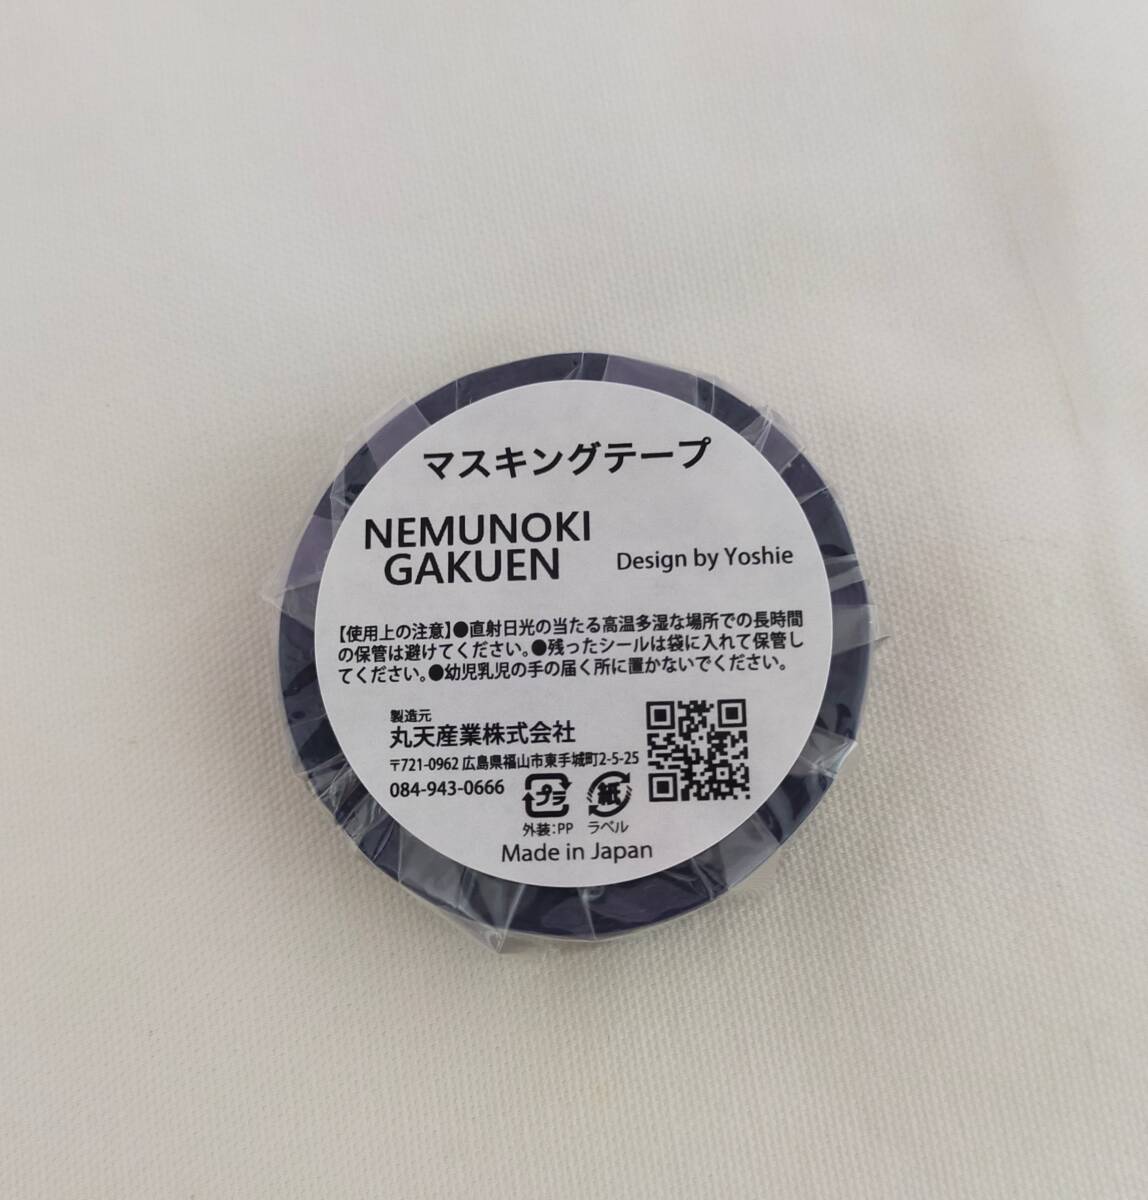 マスキングテープ
NEMUNOKI
GAKUEN
Design by Yoshie
【使用上の注意】●直射日光の当たる高温多湿な場所での長時間
の保管は避けてください。●残ったシールは袋に入れて保管し
てください。●幼児乳児の手の届く所に置かないでください。
製造元
丸天産業株式会社
〒721-0962 広島県福山市東手城町2-5-25
084-943-0666
プラ
紙
外装：PP
ラベル
Made in Japan